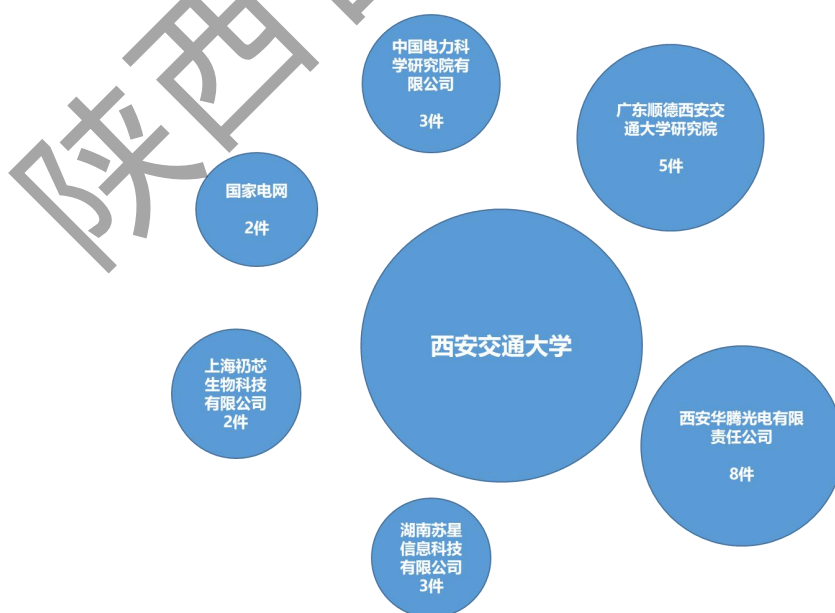 中国电力科
学研究院有
限公司
3件
广东顺德西安交
通大学研究院
5件
国家电网
2件
西安交通大学
上海礽芯
生物科技
有限公司
2件
西安华腾光电有限
责任公司
8件
湖南苏星
信息科技
有限公司
3件
陕西